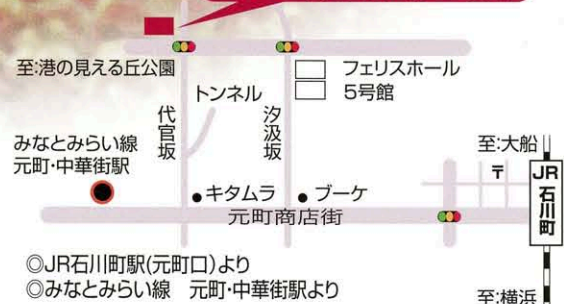 至:港の見える丘公園
フェリスホール
5号館
トンネル
代官坂
汐汲坂
みなとみらい線
元町・中華街駅
至:大船
〒
JR
石川町
キタムラ
ブーケ
元町商店街
◎JR石川町駅(元町口)より
◎みなとみらい線 元町・中華街駅より
至:横浜